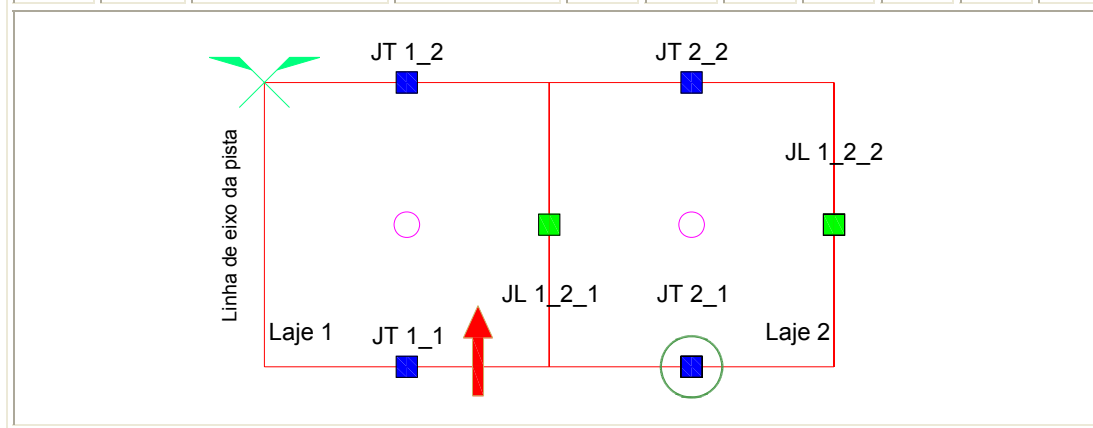 JT 1_2
JT 2_2
JL 1_2_2
Linha de eixo da pista
JL 1_2_1
JT 2_1
Laje 1
JT 1_1
Laje 2